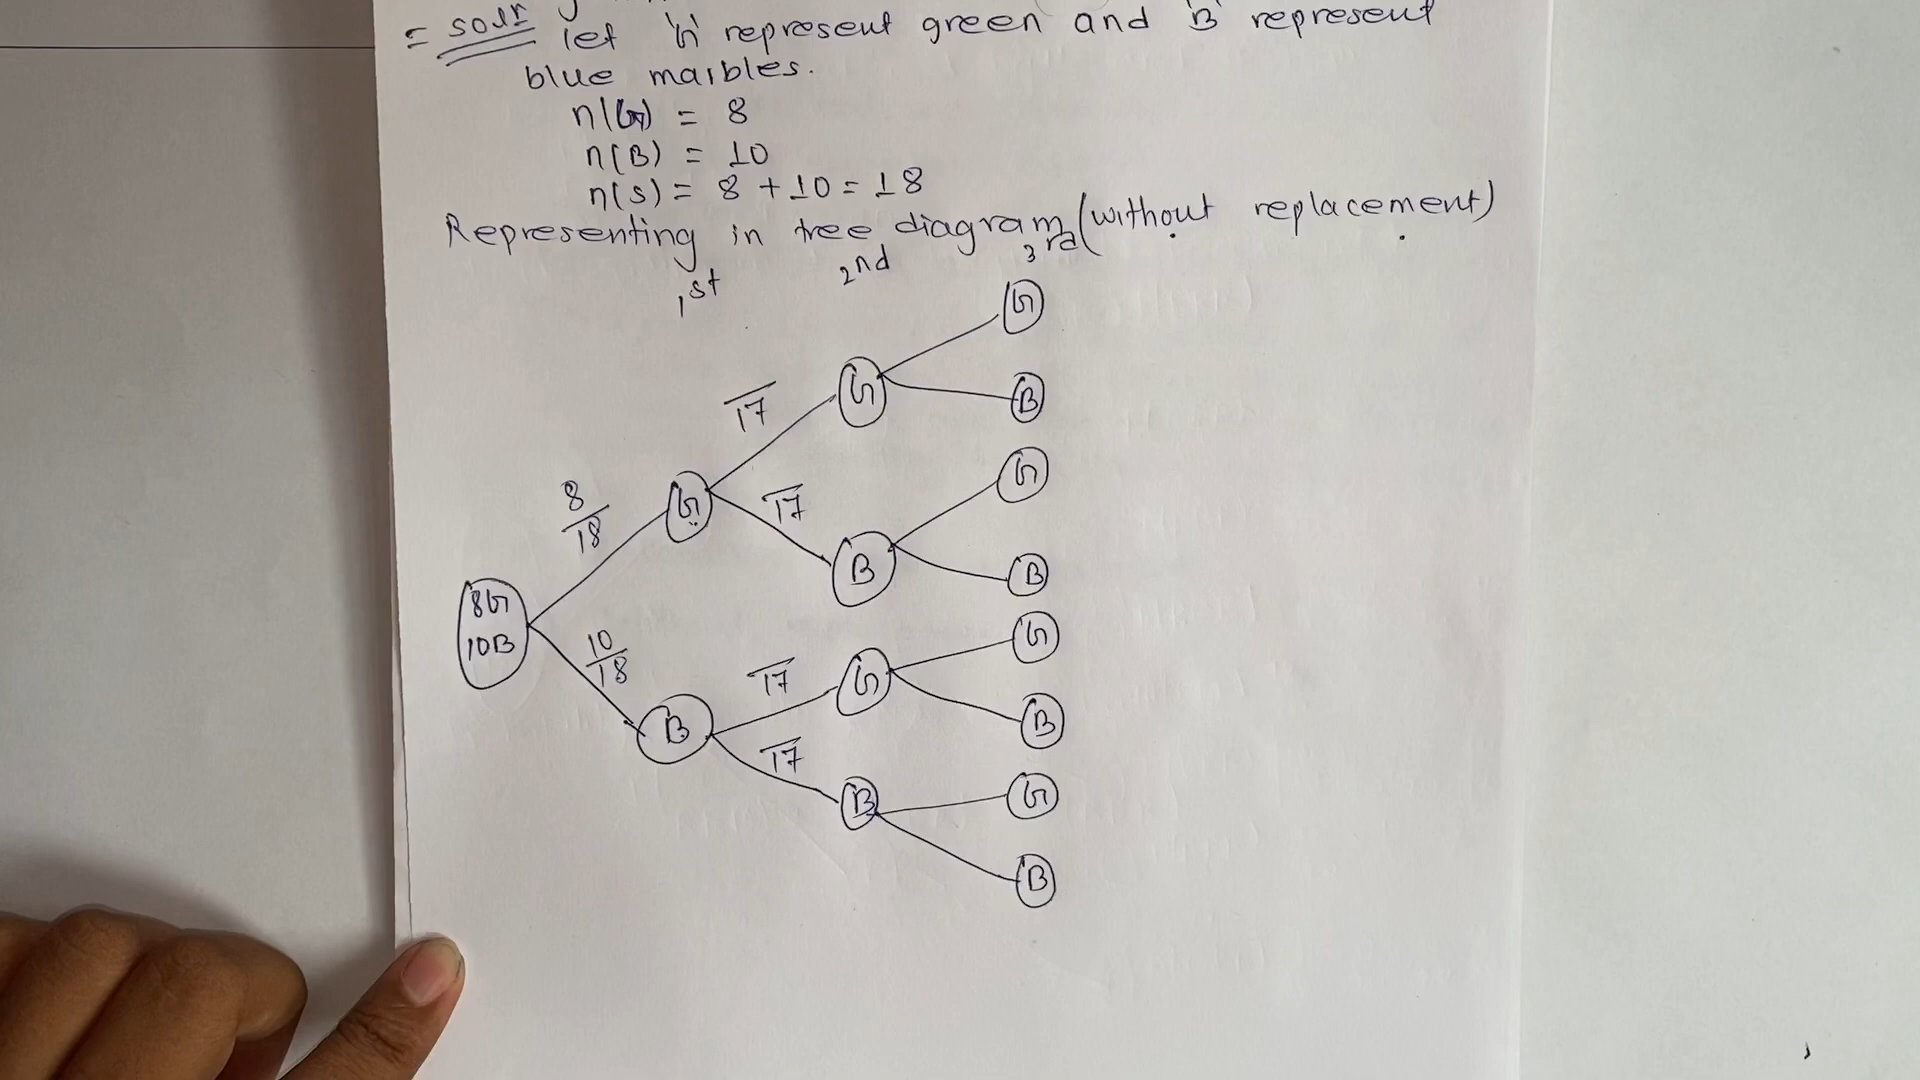 = soln let 'G' represent green and 'B' represent
blue marbles.
n(G) = 8
n(B) = 10
n(S) = 8 + 10 = 18
Representing in tree diagram (without replacement)
1st 2nd 3rd
G
17 G
B
8/18 G
G
17 B
B
8G
10B
G
17 G
10/18 B
B
17 B
G
B